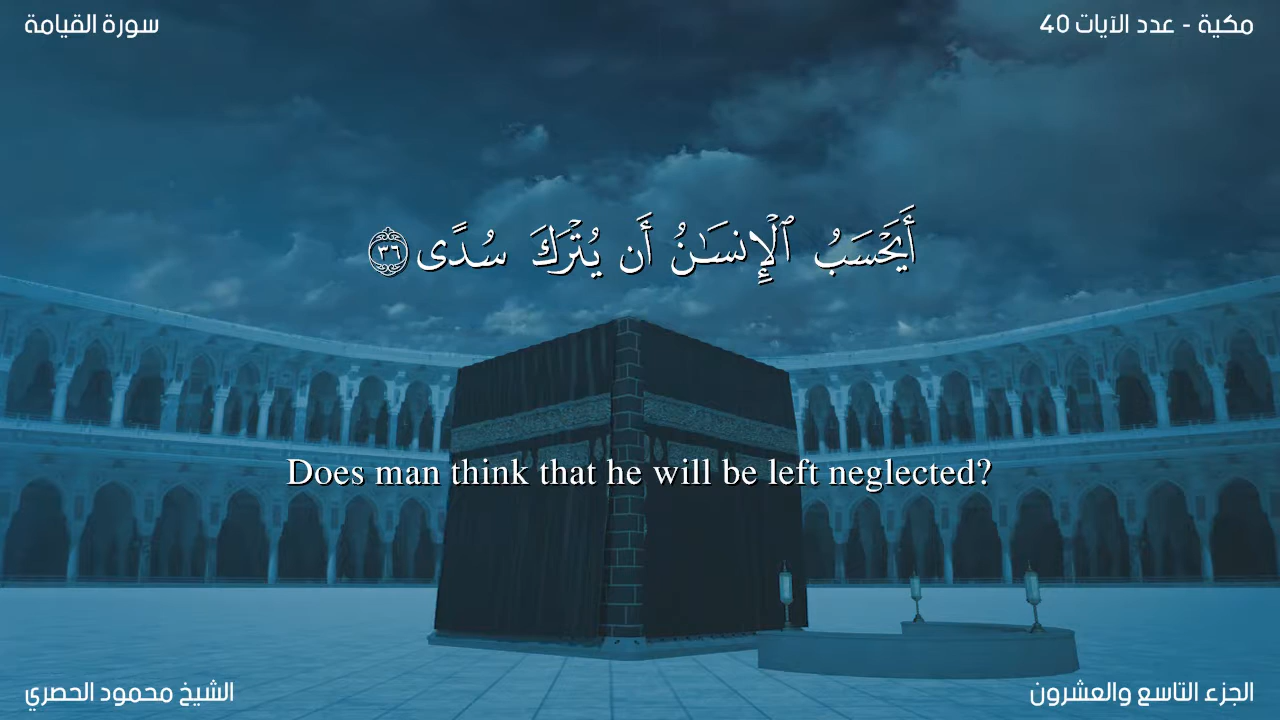 مكية - عدد الآيات 40
سورة القيامة
أَيَحْسَبُ ٱلْإِنسَـٰنُ أَن يُتْرَكَ سُدًى ٣٦
Does man think that he will be left neglected?
الجزء التاسع والعشرون
الشيخ محمود الحصري